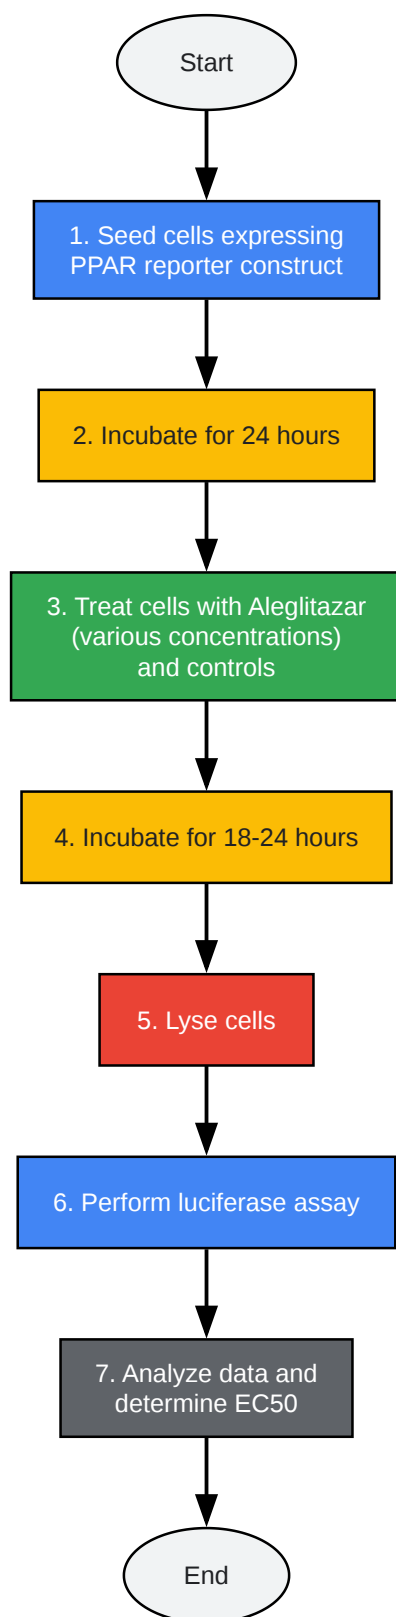 Start
1. Seed cells expressing
PPAR reporter construct
2. Incubate for 24 hours
3. Treat cells with Aleglitazar
(various concentrations)
and controls
4. Incubate for 18-24 hours
5. Lyse cells
6. Perform luciferase assay
7. Analyze data and
determine EC50
End